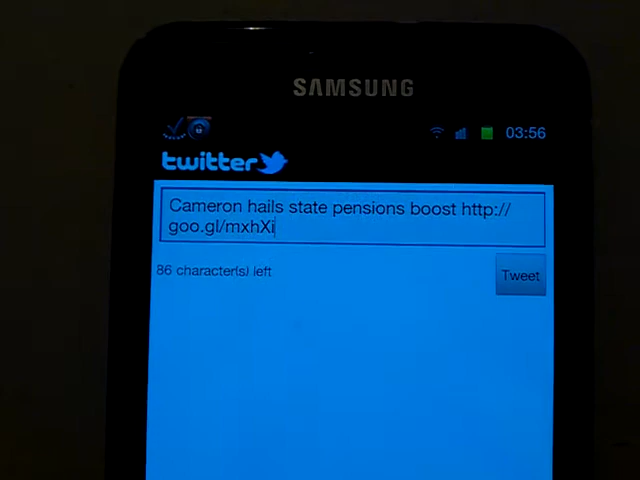 SAMSUNG
03:56
twitter
Cameron hails state pensions boost http://
goo.gl/mxhXi
86 character(s) left
Tweet